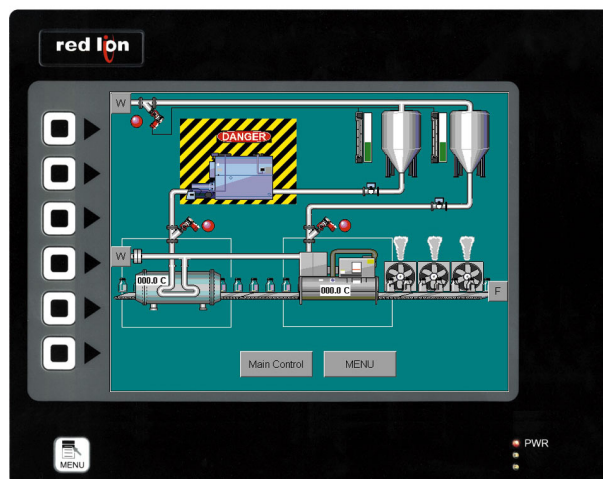 red lion
W
DANGER
W
000.0 C
000.0 C
F
Main Control
MENU
PWR
MENU